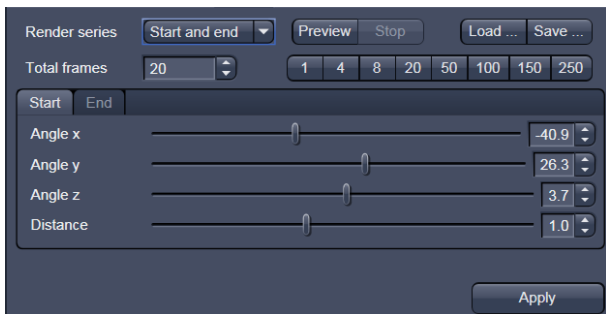 Render series Start and end Preview Stop Load ... Save ...
Total frames 20 1 4 8 20 50 100 150 250
Start End
Angle x -40.9
Angle y 26.3
Angle z 3.7
Distance 1.0
Apply